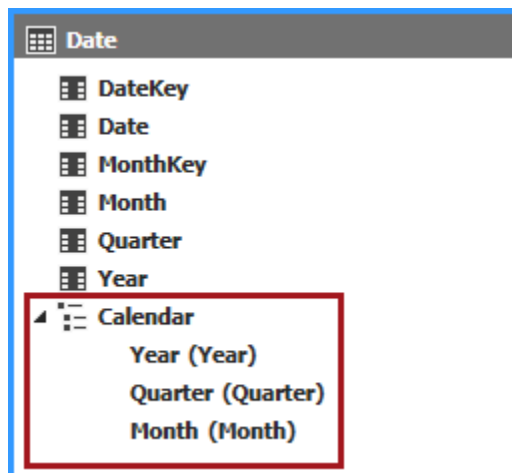 Date
DateKey
Date
MonthKey
Month
Quarter
Year
Calendar
Year (Year)
Quarter (Quarter)
Month (Month)